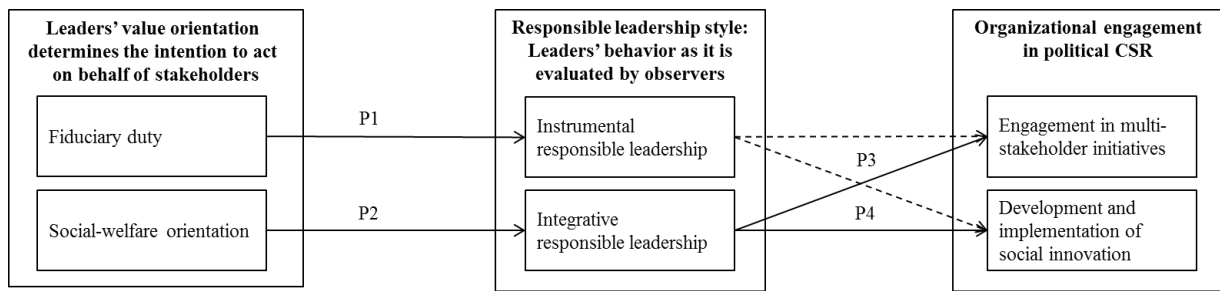 Leaders' value orientation
determines the intention to act
on behalf of stakeholders
Fiduciary duty
Social-welfare orientation
P1
P2
Responsible leadership style:
Leaders' behavior as it is
evaluated by observers
Instrumental
responsible leadership
Integrative
responsible leadership
P3
P4
Organizational engagement
in political CSR
Engagement in multi-
stakeholder initiatives
Development and
implementation of
social innovation